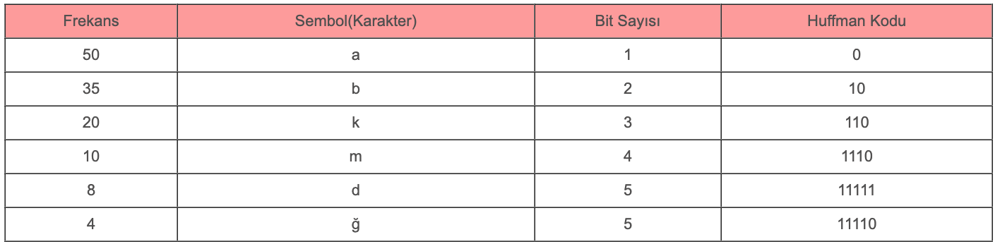 Frekans Sembol(Karakter) Bit Sayısı Huffman Kodu
50 a 1 0
35 b 2 10
20 k 3 110
10 m 4 1110
8 d 5 11111
4 ğ 5 11110